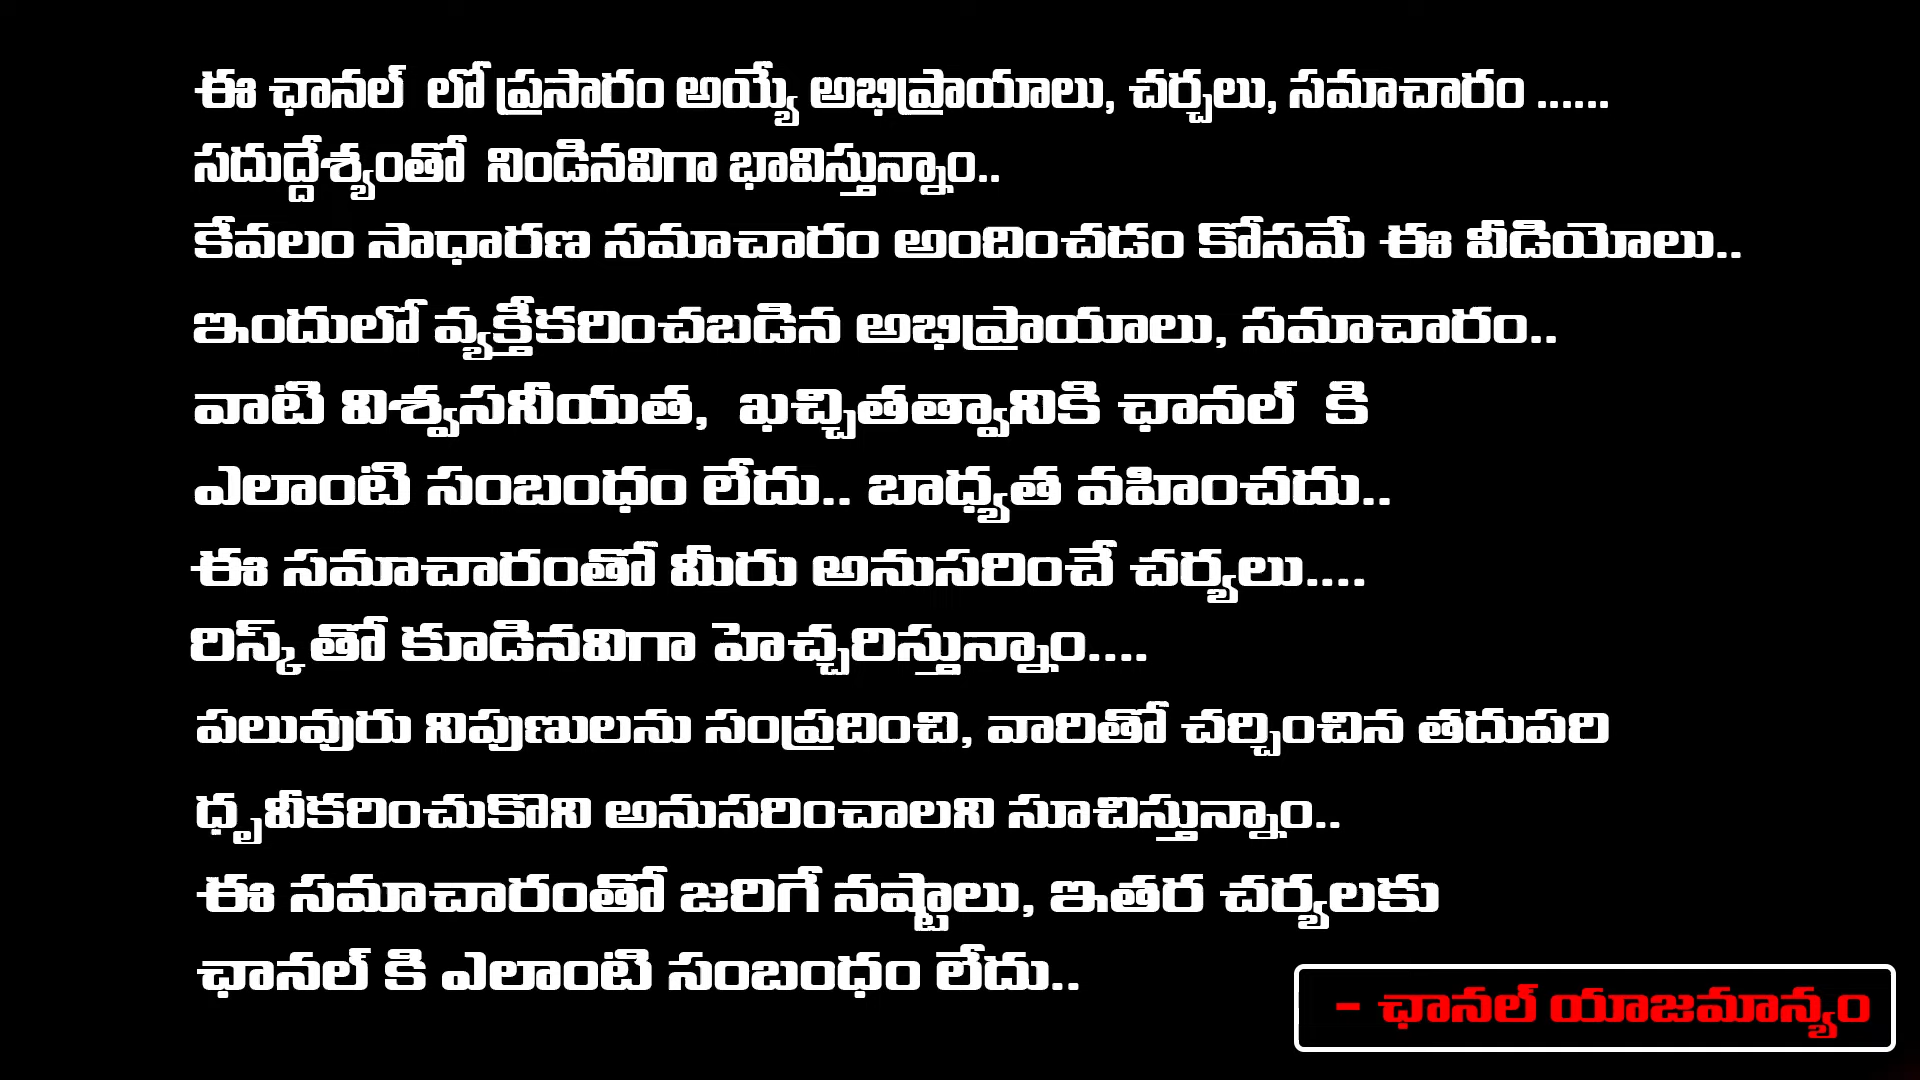 ఈ ఛానల్ లో ప్రసారం అయ్యే అభిప్రాయాలు, చర్చలు, సమాచారం ......
సదుద్దేశ్యంతో నిండినవిగా భావిస్తున్నాం..
కేవలం సాధారణ సమాచారం అందించడం కోసమే ఈ వీడియోలు..
ఇందులో వ్యక్తీకరించబడిన అభిప్రాయాలు, సమాచారం..
వాటి విశ్వసనీయత, ఖచ్చితత్వానికి ఛానల్ కి
ఎలాంటి సంబంధం లేదు.. బాధ్యత వహించదు..
ఈ సమాచారంతో మీరు అనుసరించే చర్యలు....
రిస్క్ తో కూడినవిగా హెచ్చరిస్తున్నాం....
పలువురు నిపుణులను సంప్రదించి, వారితో చర్చించిన తదుపరి
ధృవీకరించుకొని అనుసరించాలని సూచిస్తున్నాం..
ఈ సమాచారంతో జరిగే నష్టాలు, ఇతర చర్యలకు
ఛానల్ కి ఎలాంటి సంబంధం లేదు..
- ఛానల్ యాజమాన్యం